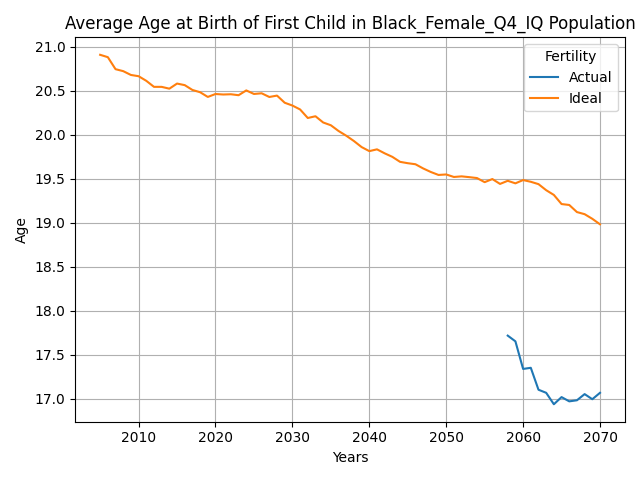 Average Age at Birth of First Child in Black_Female_Q4_IQ Population
Fertility
Actual
Ideal
Age
21.0
20.5
20.0
19.5
19.0
18.5
18.0
17.5
17.0
2010 2020 2030 2040 2050 2060 2070
Years